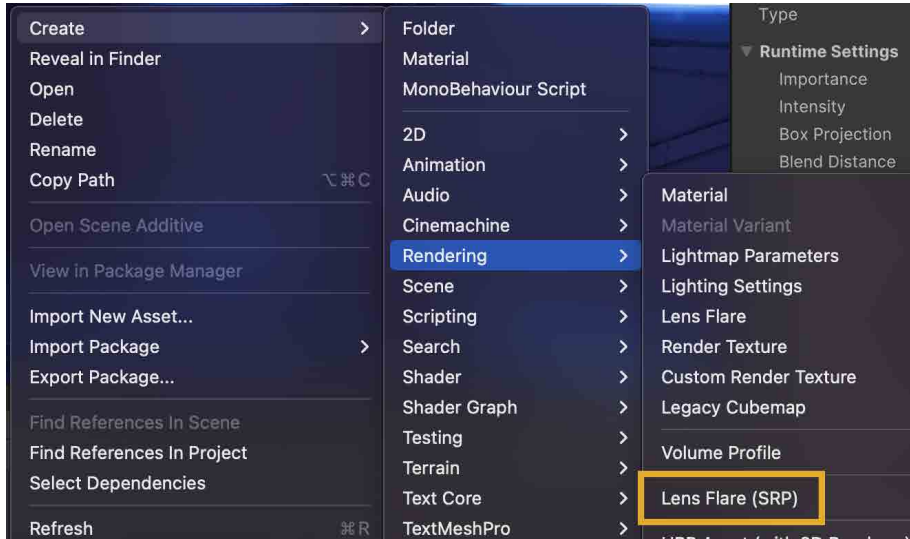 Create
Reveal in Finder
Open
Delete
Rename
Copy Path ⌥⌘C
Open Scene Additive
View in Package Manager
Import New Asset...
Import Package
Export Package...
Find References In Scene
Find References In Project
Select Dependencies
Refresh ⌘R
Folder
Material
MonoBehaviour Script
2D
Animation
Audio
Cinemachine
Rendering
Scene
Scripting
Search
Shader
Shader Graph
Testing
Terrain
Text Core
TextMeshPro
Material
Material Variant
Lightmap Parameters
Lighting Settings
Lens Flare
Render Texture
Custom Render Texture
Legacy Cubemap
Volume Profile
Lens Flare (SRP)
Type
Runtime Settings
Importance
Intensity
Box Projection
Blend Distance